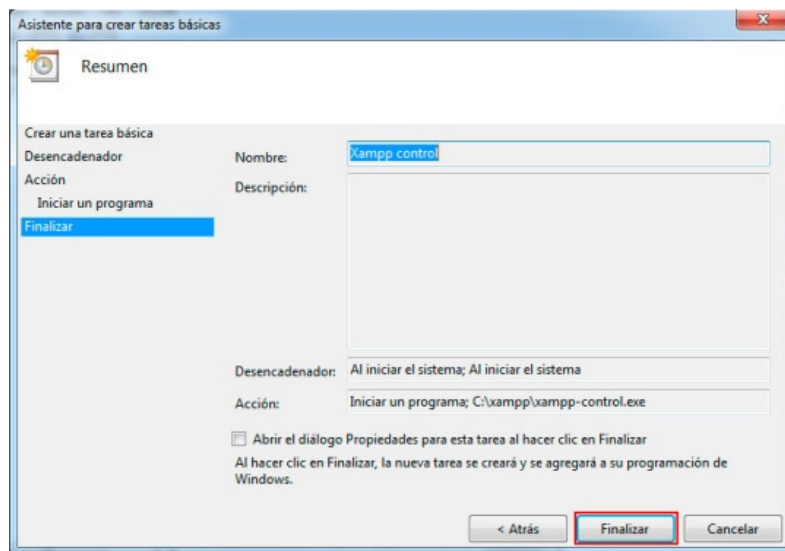 Asistente para crear tareas básicas
Resumen
Crear una tarea básica
Desencadenador
Acción
Iniciar un programa
Finalizar
Nombre: Xampp control
Descripción:
Desencadenador: Al iniciar el sistema; Al iniciar el sistema
Acción: Iniciar un programa; C:\xampp\xampp-control.exe
Abrir el diálogo Propiedades para esta tarea al hacer clic en Finalizar
Al hacer clic en Finalizar, la nueva tarea se creará y se agregará a su programación de
Windows.
< Atrás Finalizar Cancelar